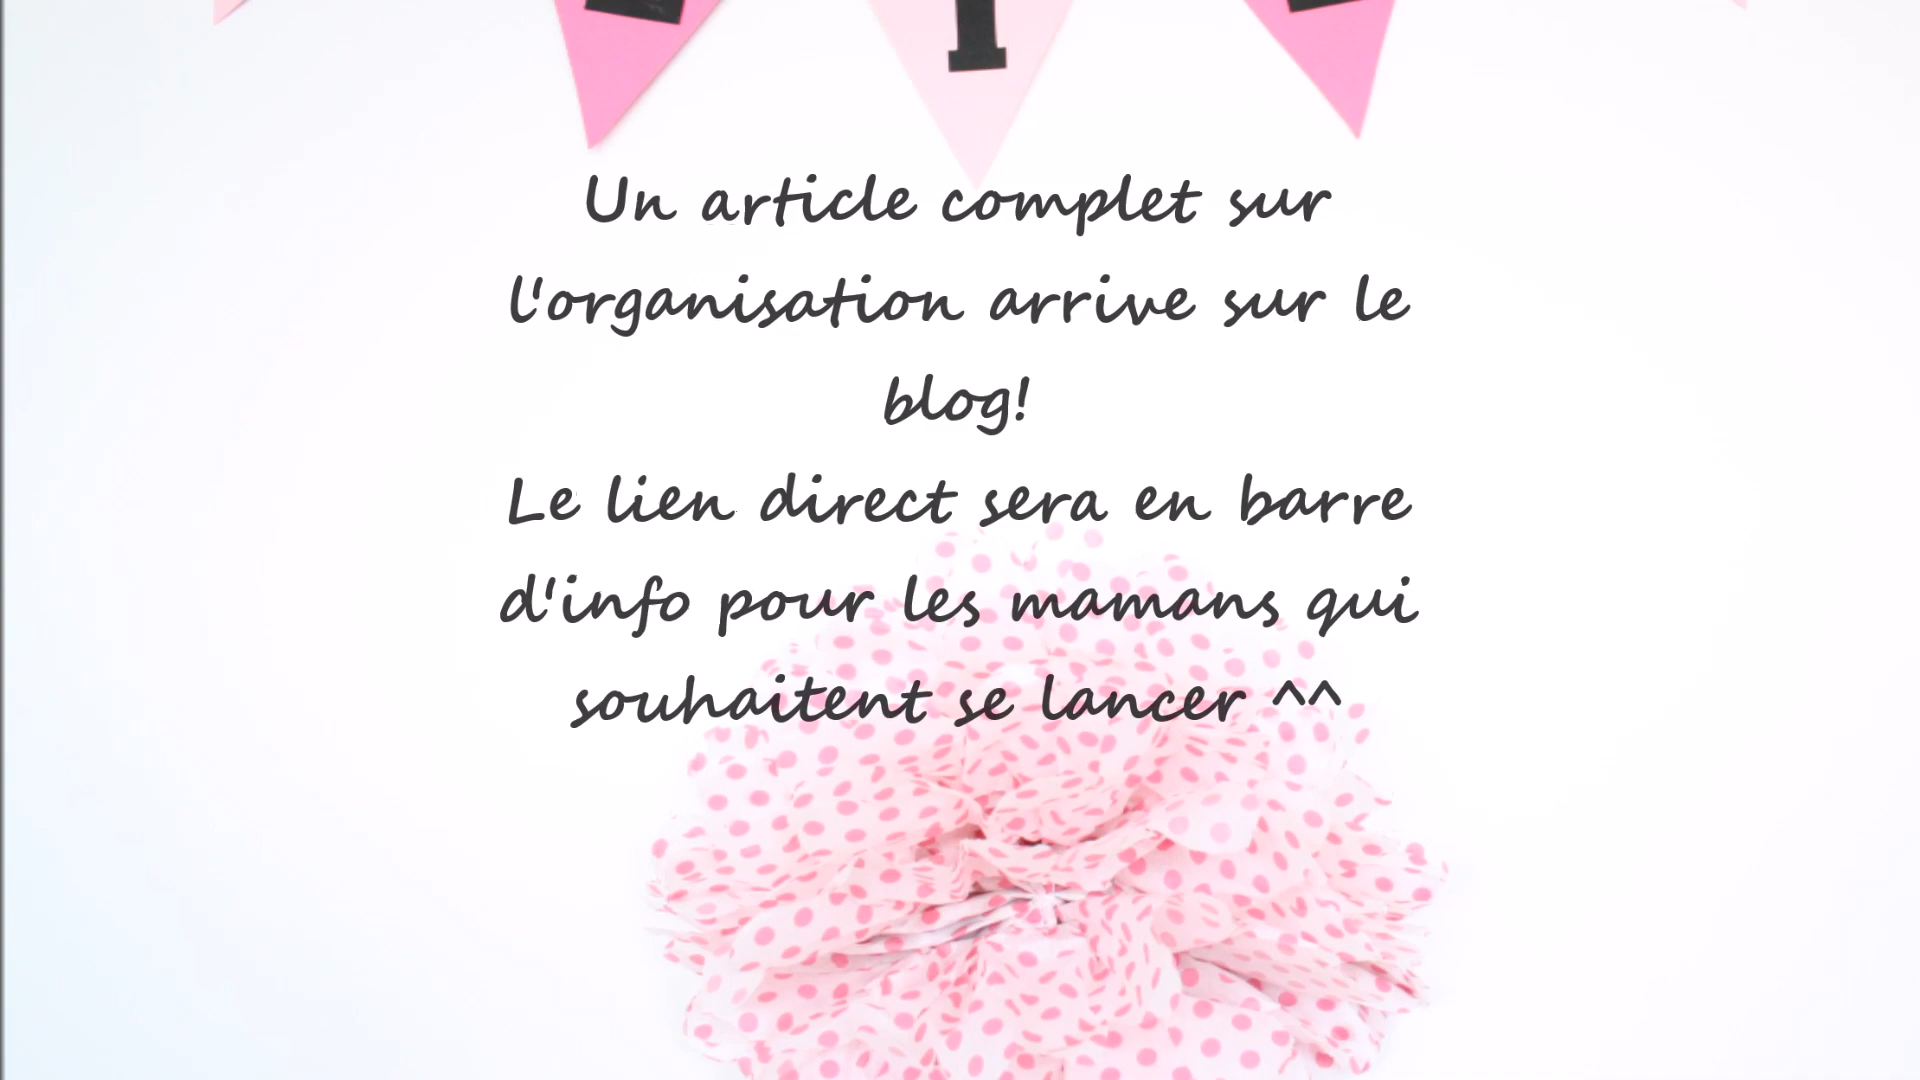 Un article complet sur
l'organisation arrive sur le
blog!
Le lien direct sera en barre
d'info pour les mamans qui
souhaitent se lancer ^^